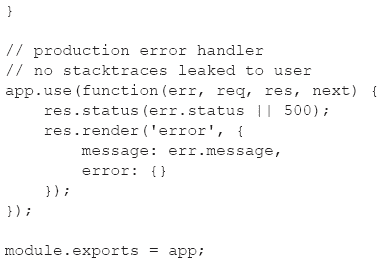 }

// production error handler
// no stacktraces leaked to user
app.use(function(err, req, res, next) {
    res.status(err.status || 500);
    res.render('error', {
        message: err.message,
        error: {}
    });
});

module.exports = app;